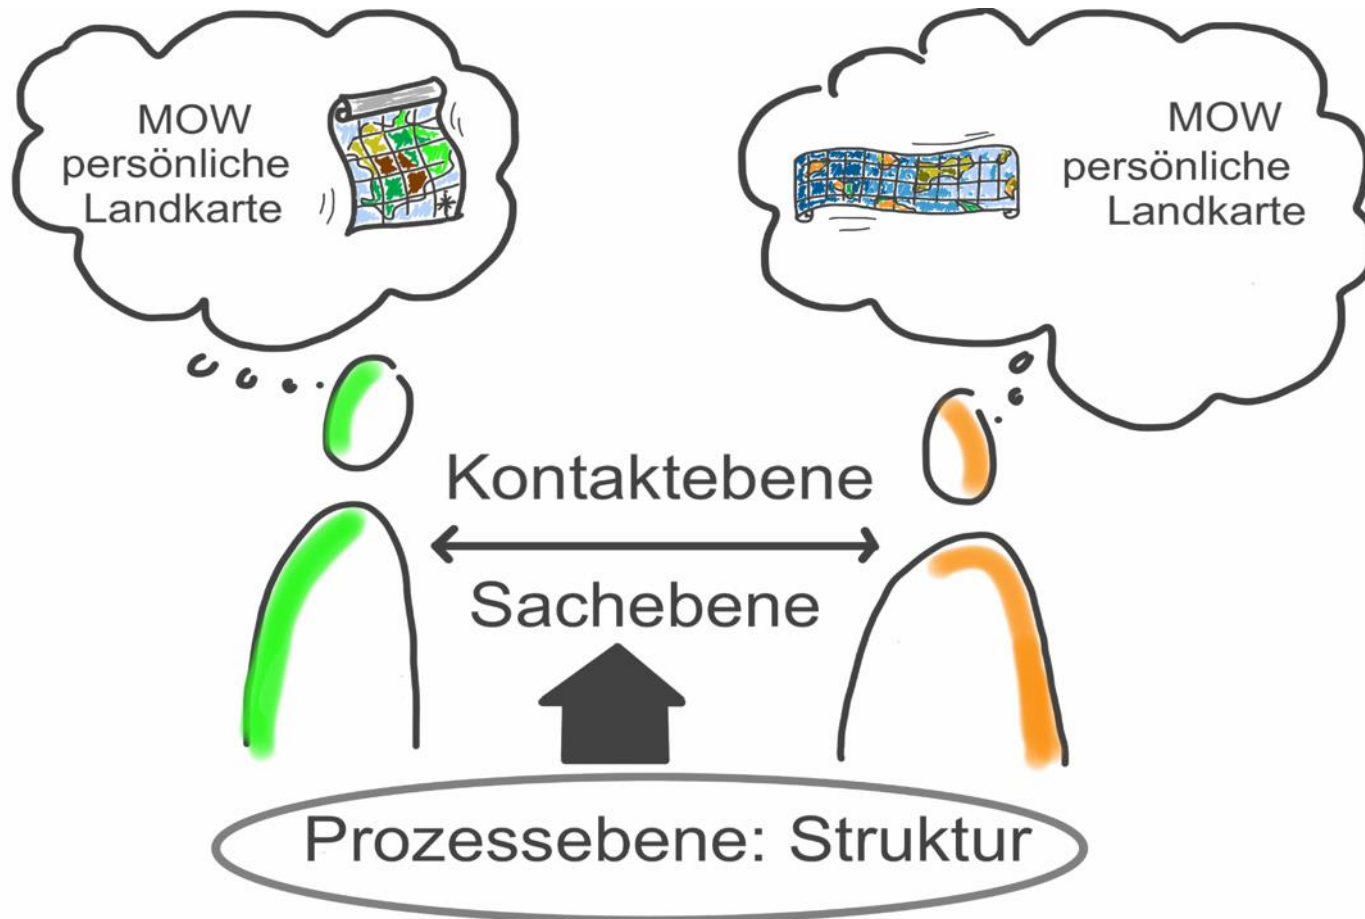 MOW
persönliche
Landkarte
MOW
persönliche
Landkarte
Kontaktebene
Sachebene
Prozessebene: Struktur